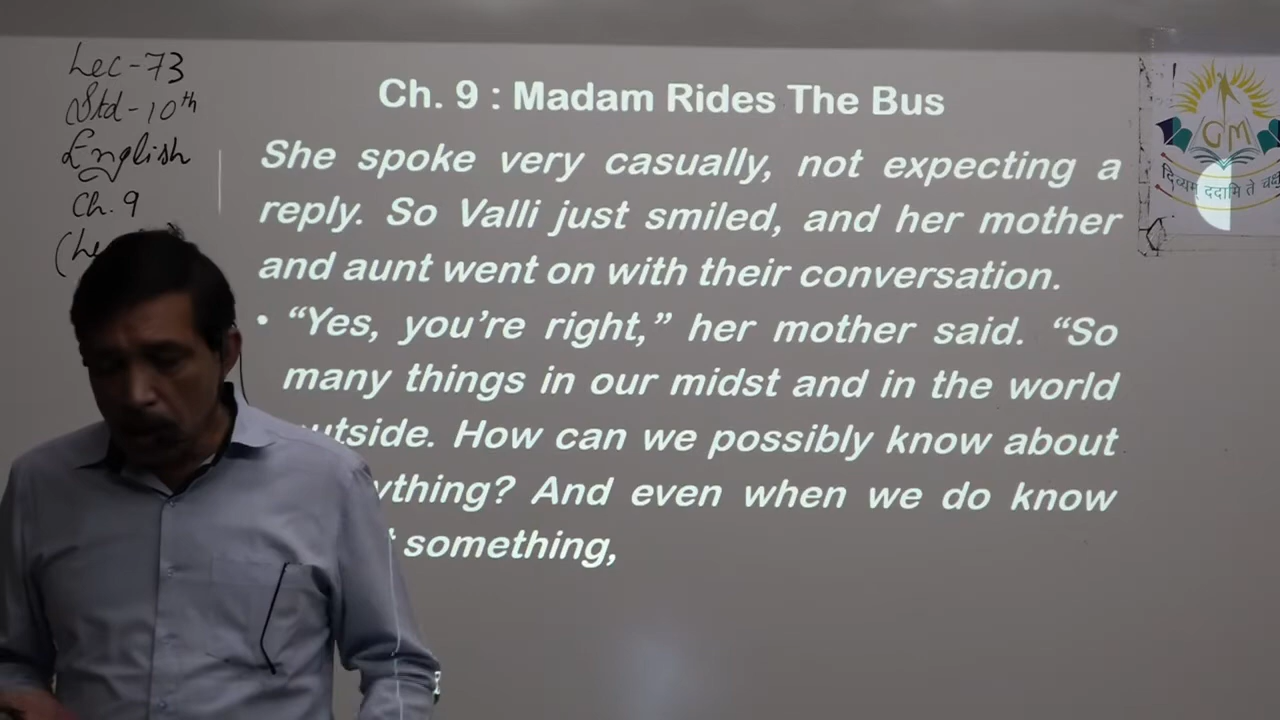 Lec-73
Std-10th
English
Ch. 9
Ch. 9 : Madam Rides The Bus
She spoke very casually, not expecting a
reply. So Valli just smiled, and her mother
and aunt went on with their conversation.
• “Yes, you’re right,” her mother said. “So
many things in our midst and in the world
utside. How can we possibly know about
ything? And even when we do know
something,
GM
दिव्यम् ददामि ते